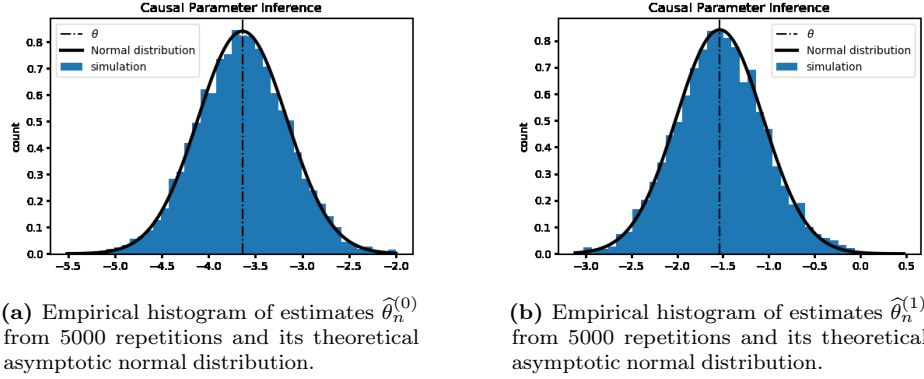 Causal Parameter Inference
θ
Normal distribution
simulation
count
0.8
0.7
0.6
0.5
0.4
0.3
0.2
0.1
0.0
−5.5 −5.0 −4.5 −4.0 −3.5 −3.0 −2.5 −2.0
(a) Empirical histogram of estimates θ̂ₙ⁽⁰⁾
from 5000 repetitions and its theoretical
asymptotic normal distribution.
Causal Parameter Inference
θ
Normal distribution
simulation
count
0.8
0.7
0.6
0.5
0.4
0.3
0.2
0.1
0.0
−3.0 −2.5 −2.0 −1.5 −1.0 −0.5 0.0 0.5
(b) Empirical histogram of estimates θ̂ₙ⁽¹⁾
from 5000 repetitions and its theoretical
asymptotic normal distribution.